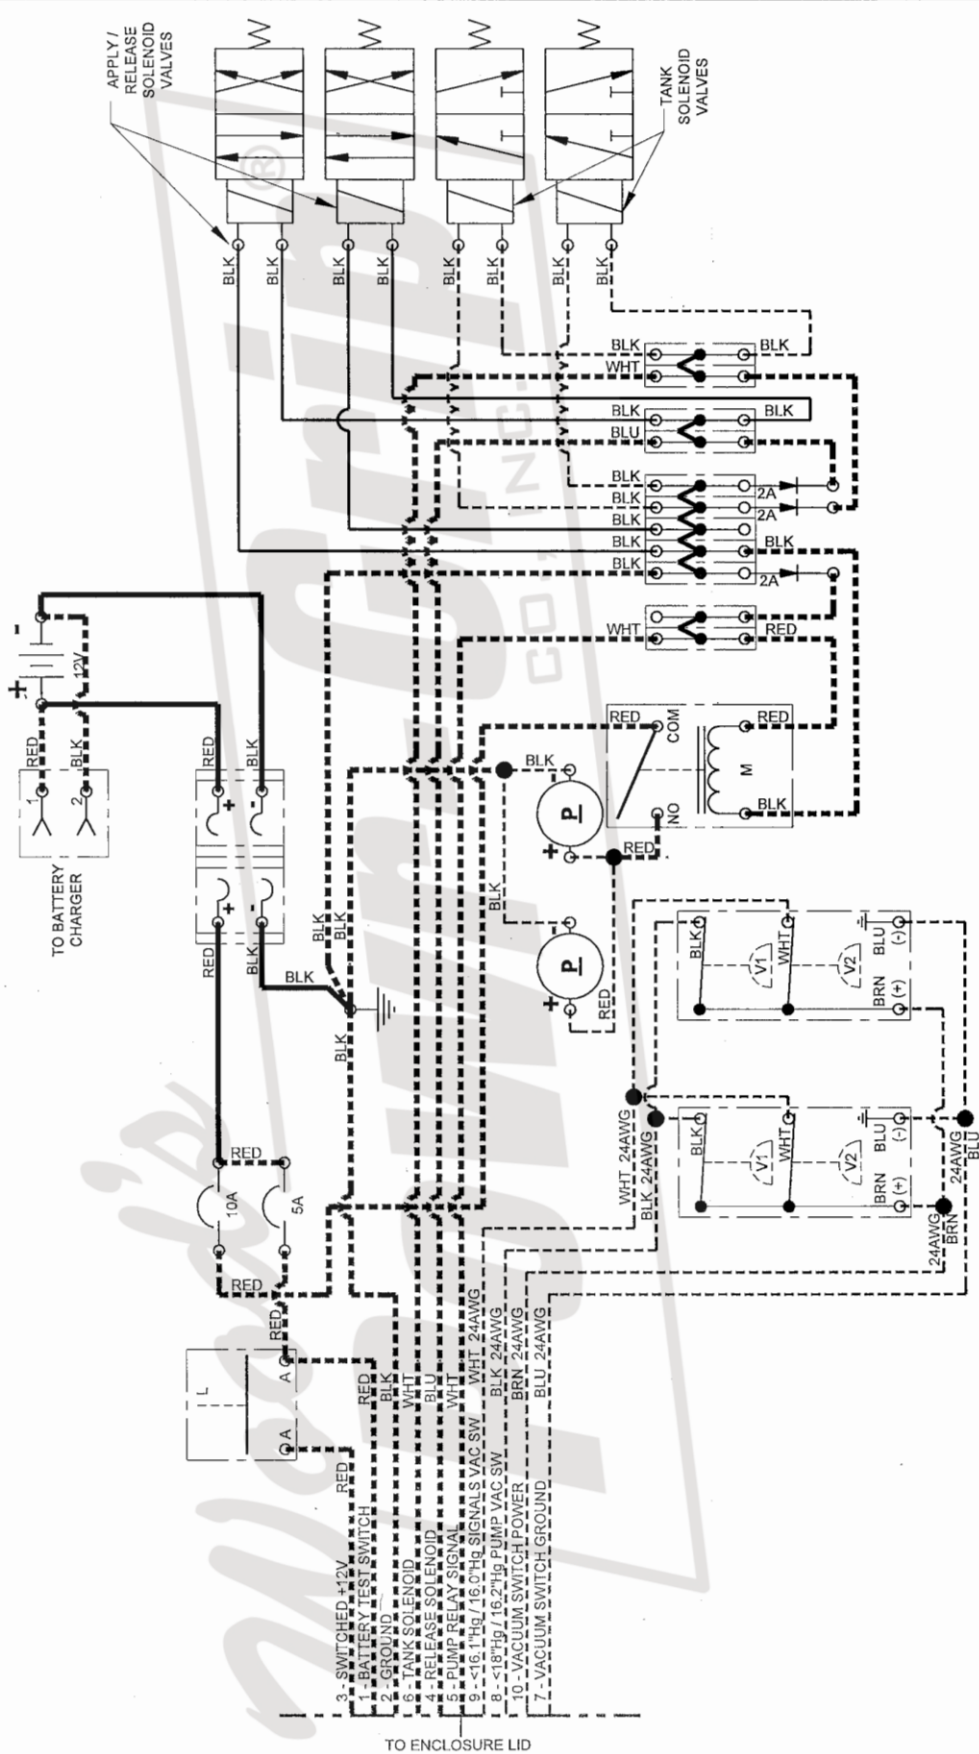 APPLY /
RELEASE
SOLENOID
VALVES
TANK
SOLENOID
VALVES
BLK
BLK
BLK
BLK
BLK
BLK
BLK
BLK
BLK
BLK
WHT
BLK
BLK
BLU
BLK
BLK
2A
BLK
2A
BLK
BLK
BLK
2A
WHT
RED
-
12V
+
RED
BLK
1
2
TO BATTERY
CHARGER
RED
BLK
+
-
+
-
RED
BLK
BLK
BLK
BLK
BLK
RED
COM
RED
M
NO
BLK
RED
BLK
P
+
-
BLK
P
+
-
RED
BLK
V1
WHT
V2
BLU
(-)
BRN
(+)
BLK
V1
WHT
V2
BLU
(-)
BRN
(+)
WHT 24AWG
BLK 24AWG
24AWG
BLU
24AWG
BRN
RED
10A
5A
RED
RED
L
A
A
RED
RED
BLK
WHT
BLU
WHT
WHT 24AWG
BLK 24AWG
BRN 24AWG
BLU 24AWG
3 - SWITCHED +12V
1 - BATTERY TEST SWITCH
2 - GROUND
6 - TANK SOLENOID
4 - RELEASE SOLENOID
5 - PUMP RELAY SIGNAL
9 - <16.1"Hg / 16.0"Hg SIGNALS VAC SW
8 - <18"Hg / 16.2"Hg PUMP VAC SW
10 - VACUUM SWITCH POWER
7 - VACUUM SWITCH GROUND
TO ENCLOSURE LID
Wood's
Powr-Grip
®
CO., INC.